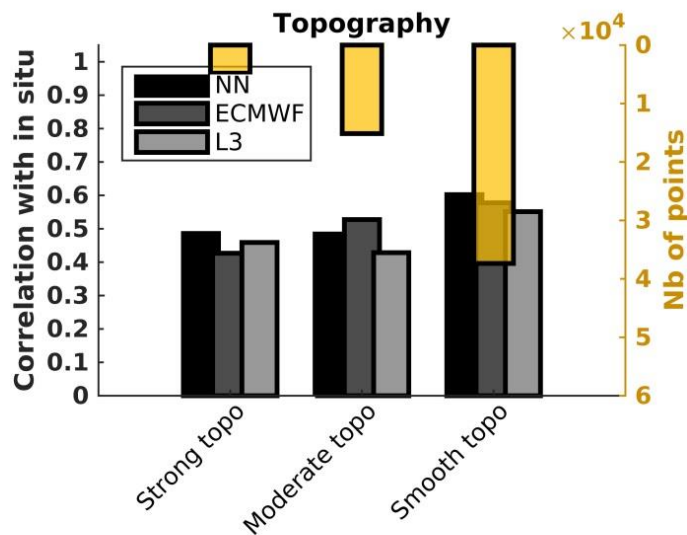 Topography
×10⁴
Correlation with in situ
1
0.9
0.8
0.7
0.6
0.5
0.4
0.3
0.2
0.1
0
NN
ECMWF
L3
0
1
2
3
4
5
6
Nb of points
Strong topo
Moderate topo
Smooth topo